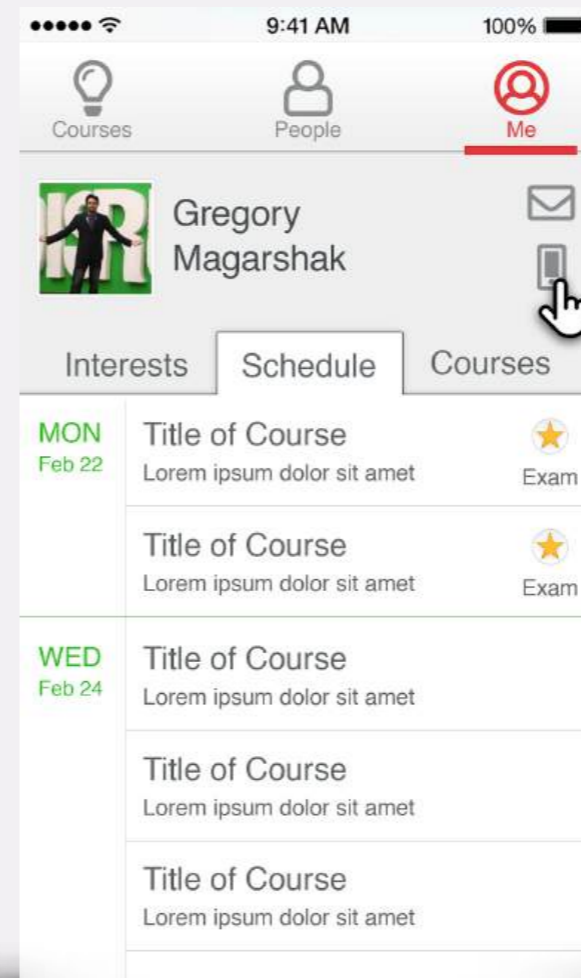 9:41 AM
100%
Courses
People
Me
Gregory
Magarshak
Interests
Schedule
Courses
MON
Feb 22
Title of Course
Lorem ipsum dolor sit amet
Exam
Title of Course
Lorem ipsum dolor sit amet
Exam
WED
Feb 24
Title of Course
Lorem ipsum dolor sit amet
Title of Course
Lorem ipsum dolor sit amet
Title of Course
Lorem ipsum dolor sit amet